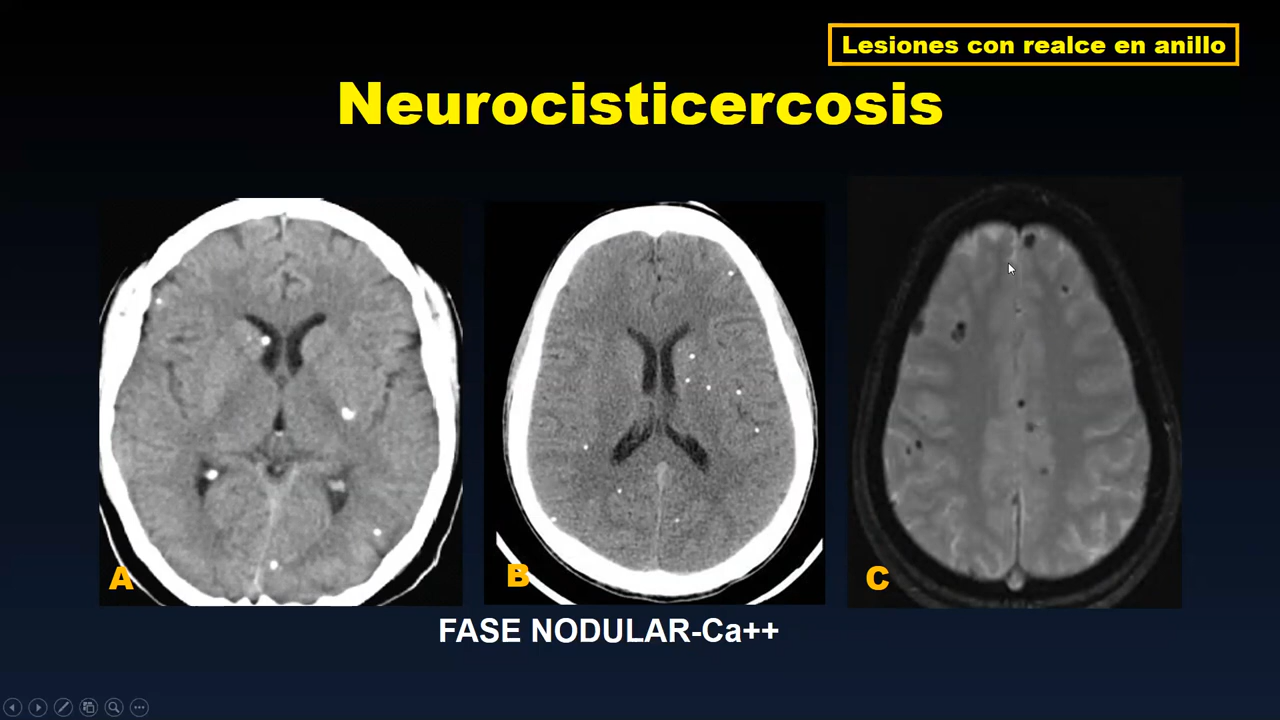 Lesiones con realce en anillo
Neurocisticercosis
A
B
C
FASE NODULAR-Ca++